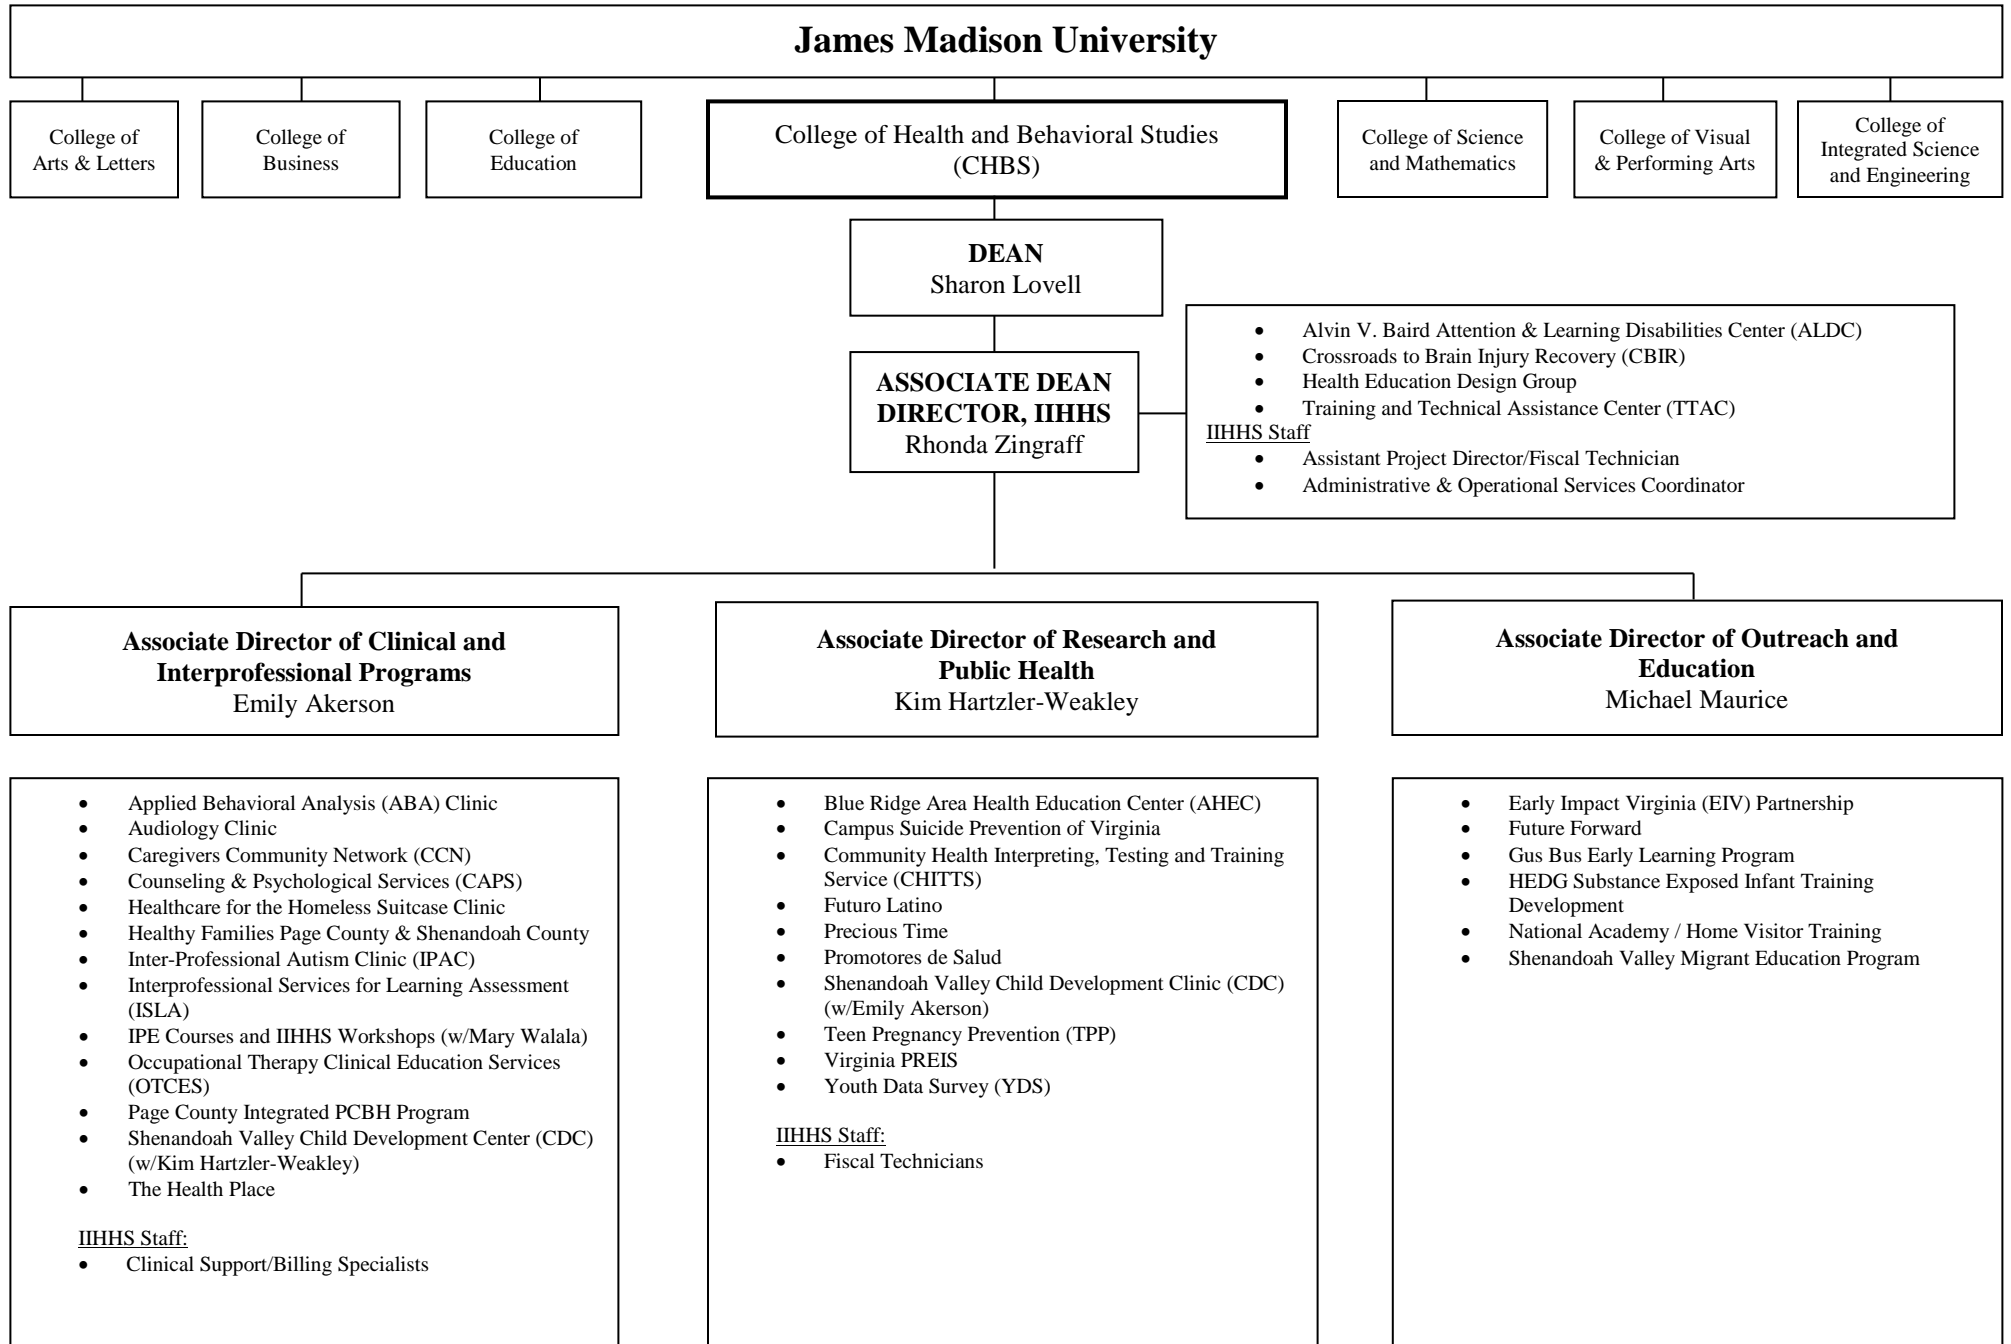 James Madison University
College of
Arts & Letters
College of
Business
College of
Education
College of Health and Behavioral Studies
(CHBS)
College of Science
and Mathematics
College of Visual
& Performing Arts
College of
Integrated Science
and Engineering
DEAN
Sharon Lovell
ASSOCIATE DEAN
DIRECTOR, IIHHS
Rhonda Zingraff
• Alvin V. Baird Attention & Learning Disabilities Center (ALDC)
• Crossroads to Brain Injury Recovery (CBIR)
• Health Education Design Group
• Training and Technical Assistance Center (TTAC)
IIHHS Staff
• Assistant Project Director/Fiscal Technician
• Administrative & Operational Services Coordinator
Associate Director of Clinical and
Interprofessional Programs
Emily Akerson
Associate Director of Research and
Public Health
Kim Hartzler-Weakley
Associate Director of Outreach and
Education
Michael Maurice
• Applied Behavioral Analysis (ABA) Clinic
• Audiology Clinic
• Caregivers Community Network (CCN)
• Counseling & Psychological Services (CAPS)
• Healthcare for the Homeless Suitcase Clinic
• Healthy Families Page County & Shenandoah County
• Inter-Professional Autism Clinic (IPAC)
• Interprofessional Services for Learning Assessment
(ISLA)
• IPE Courses and IIHHS Workshops (w/Mary Walala)
• Occupational Therapy Clinical Education Services
(OTCES)
• Page County Integrated PCBH Program
• Shenandoah Valley Child Development Center (CDC)
(w/Kim Hartzler-Weakley)
• The Health Place
IIHHS Staff:
• Clinical Support/Billing Specialists
• Blue Ridge Area Health Education Center (AHEC)
• Campus Suicide Prevention of Virginia
• Community Health Interpreting, Testing and Training
Service (CHITTS)
• Futuro Latino
• Precious Time
• Promotores de Salud
• Shenandoah Valley Child Development Clinic (CDC)
(w/Emily Akerson)
• Teen Pregnancy Prevention (TPP)
• Virginia PREIS
• Youth Data Survey (YDS)
IIHHS Staff:
• Fiscal Technicians
• Early Impact Virginia (EIV) Partnership
• Future Forward
• Gus Bus Early Learning Program
• HEDG Substance Exposed Infant Training
Development
• National Academy / Home Visitor Training
• Shenandoah Valley Migrant Education Program